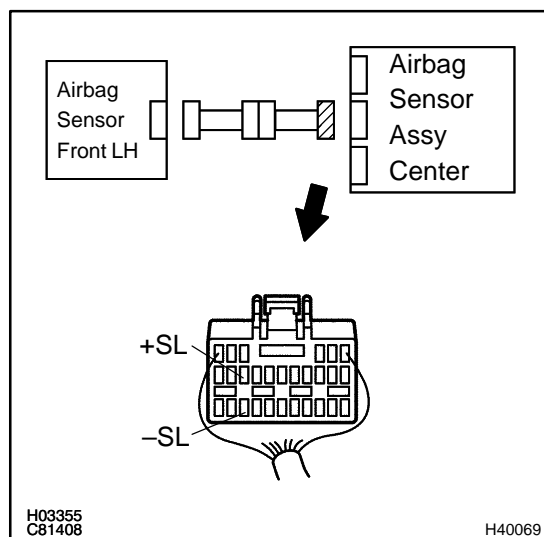 Airbag
Sensor
Front LH
Airbag
Sensor
Assy
Center
+SL
–SL
H03355
C81408
H40069